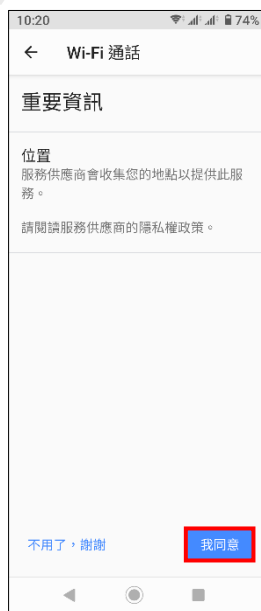 10:20 74%
Wi-Fi 通話
重要資訊
位置
服務供應商會收集您的地點以提供此服
務。
請閱讀服務供應商的隱私權政策。
不用了，謝謝 我同意